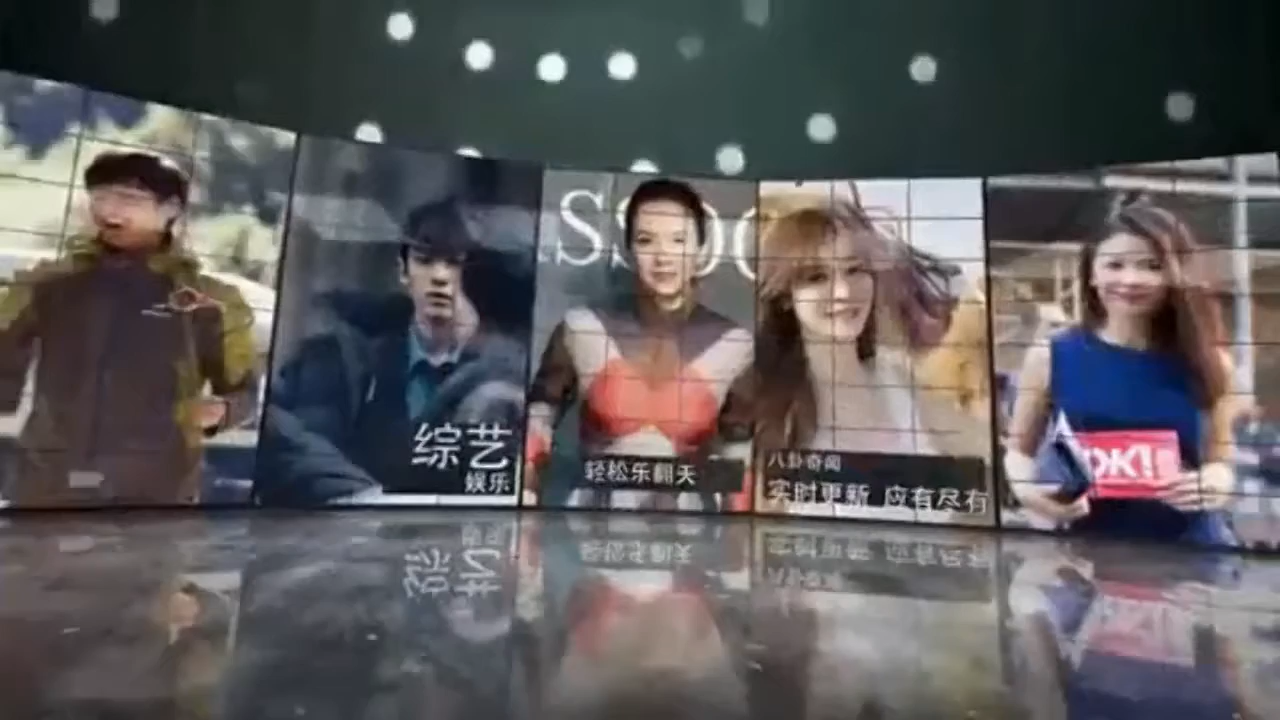 综艺
娱乐
轻松乐翻天
八卦奇闻
实时更新 应有尽有
OK!